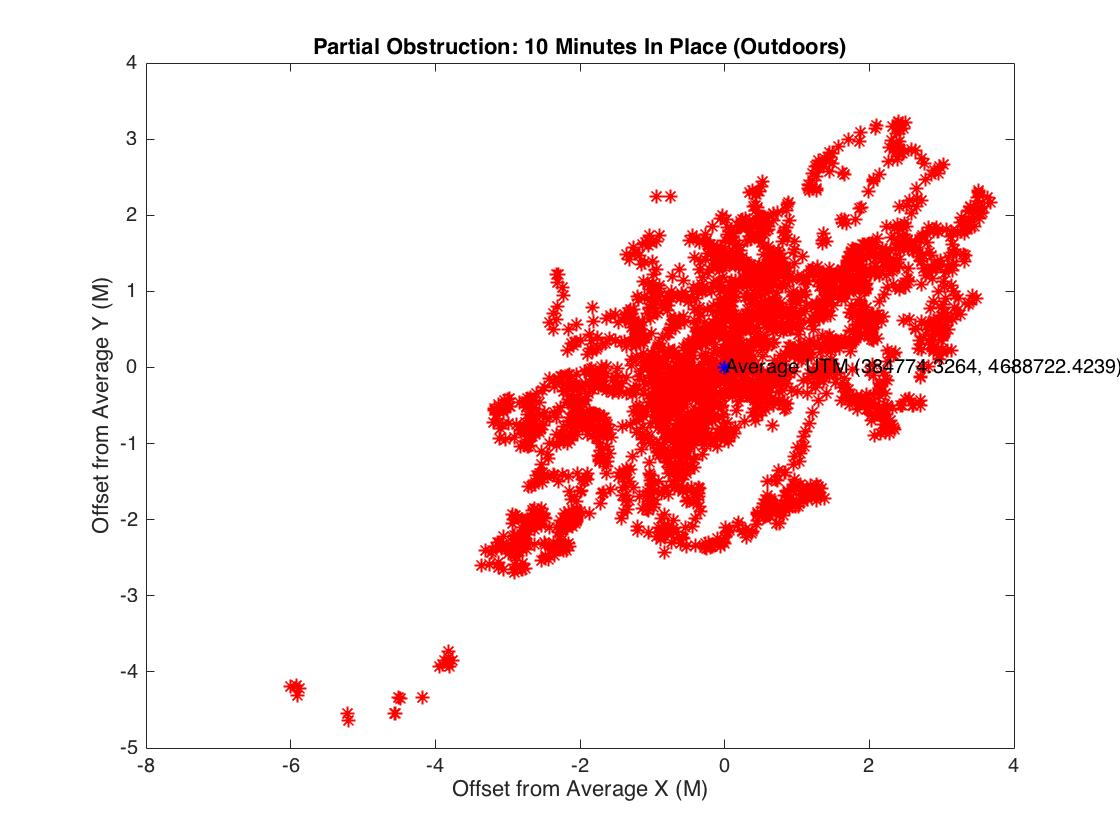 Partial Obstruction: 10 Minutes In Place (Outdoors)
4
3
2
1
0
-1
-2
-3
-4
-5
Offset from Average Y (M)
Average UTM (384774.3264, 4688722.4239)
-8 -6 -4 -2 0 2 4
Offset from Average X (M)